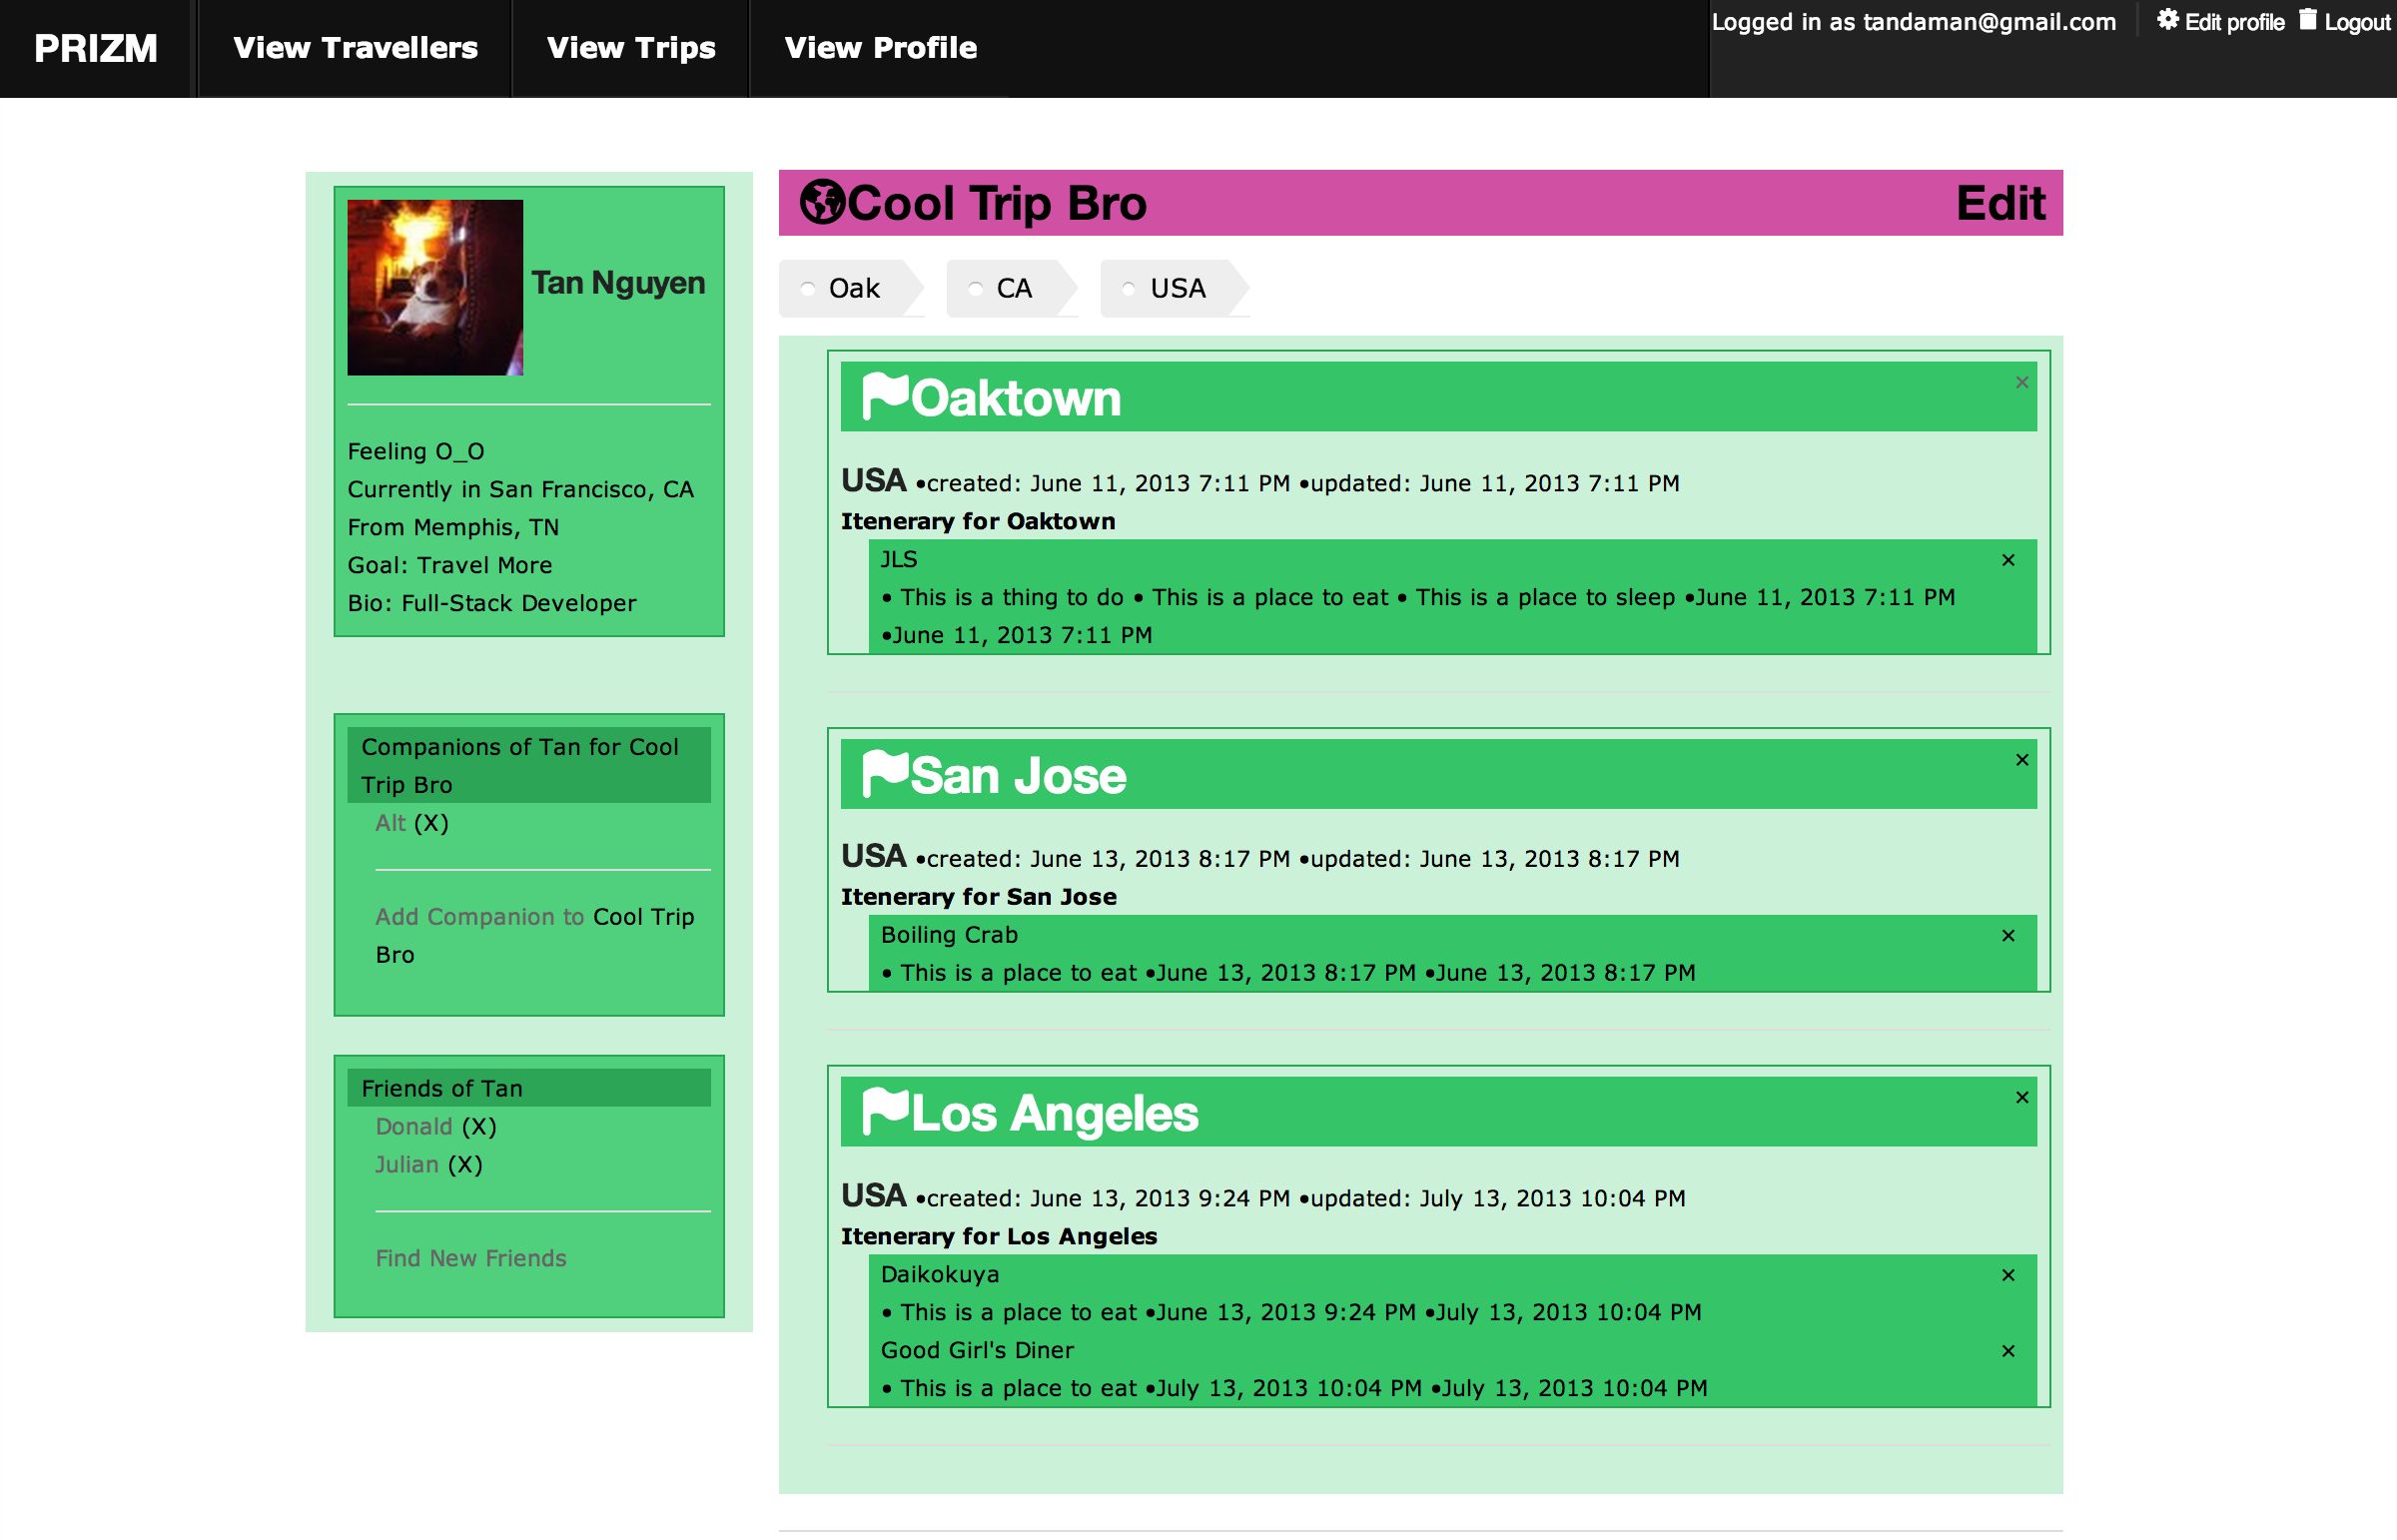 PRIZM
View Travellers
View Trips
View Profile
Logged in as tandaman@gmail.com
Edit profile
Logout
Tan Nguyen
Feeling O_O
Currently in San Francisco, CA
From Memphis, TN
Goal: Travel More
Bio: Full-Stack Developer
Companions of Tan for Cool
Trip Bro
Alt (X)
Add Companion to Cool Trip
Bro
Friends of Tan
Donald (X)
Julian (X)
Find New Friends
Cool Trip Bro
Edit
Oak
CA
USA
Oaktown
×
USA •created: June 11, 2013 7:11 PM •updated: June 11, 2013 7:11 PM
Itenerary for Oaktown
JLS ×
• This is a thing to do • This is a place to eat • This is a place to sleep •June 11, 2013 7:11 PM
•June 11, 2013 7:11 PM
San Jose
×
USA •created: June 13, 2013 8:17 PM •updated: June 13, 2013 8:17 PM
Itenerary for San Jose
Boiling Crab ×
• This is a place to eat •June 13, 2013 8:17 PM •June 13, 2013 8:17 PM
Los Angeles
×
USA •created: June 13, 2013 9:24 PM •updated: July 13, 2013 10:04 PM
Itenerary for Los Angeles
Daikokuya ×
• This is a place to eat •June 13, 2013 9:24 PM •July 13, 2013 10:04 PM
Good Girl's Diner ×
• This is a place to eat •July 13, 2013 10:04 PM •July 13, 2013 10:04 PM